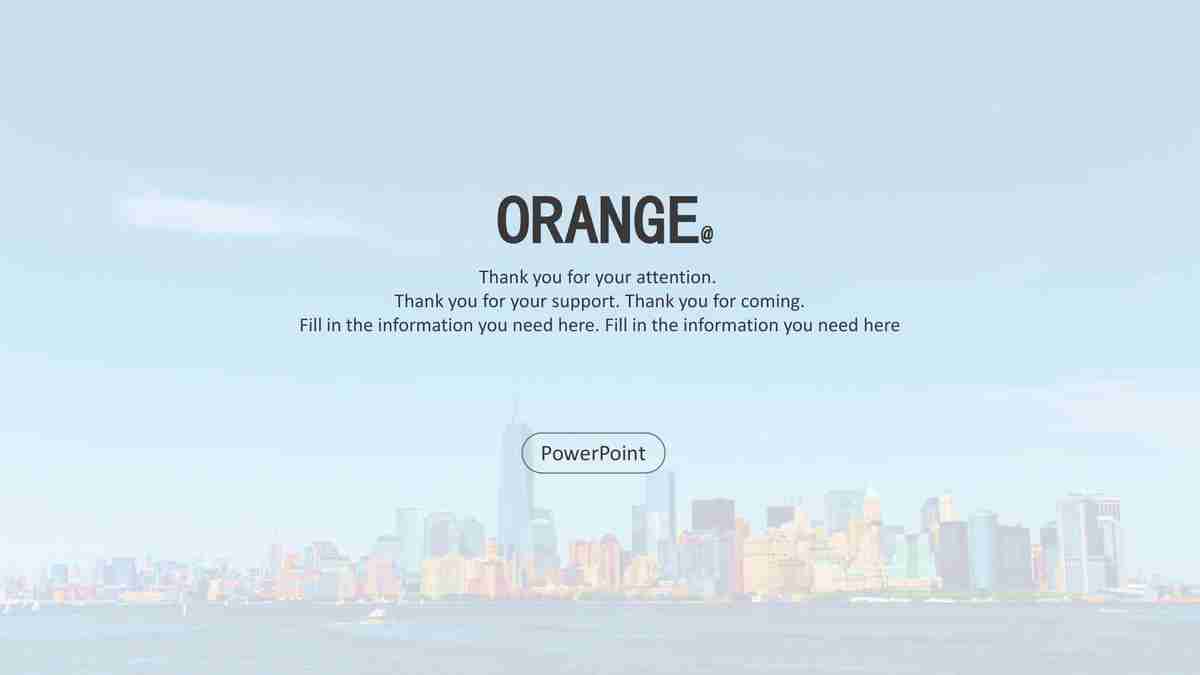 ORANGE@
Thank you for your attention.
Thank you for your support. Thank you for coming.
Fill in the information you need here. Fill in the information you need here
PowerPoint